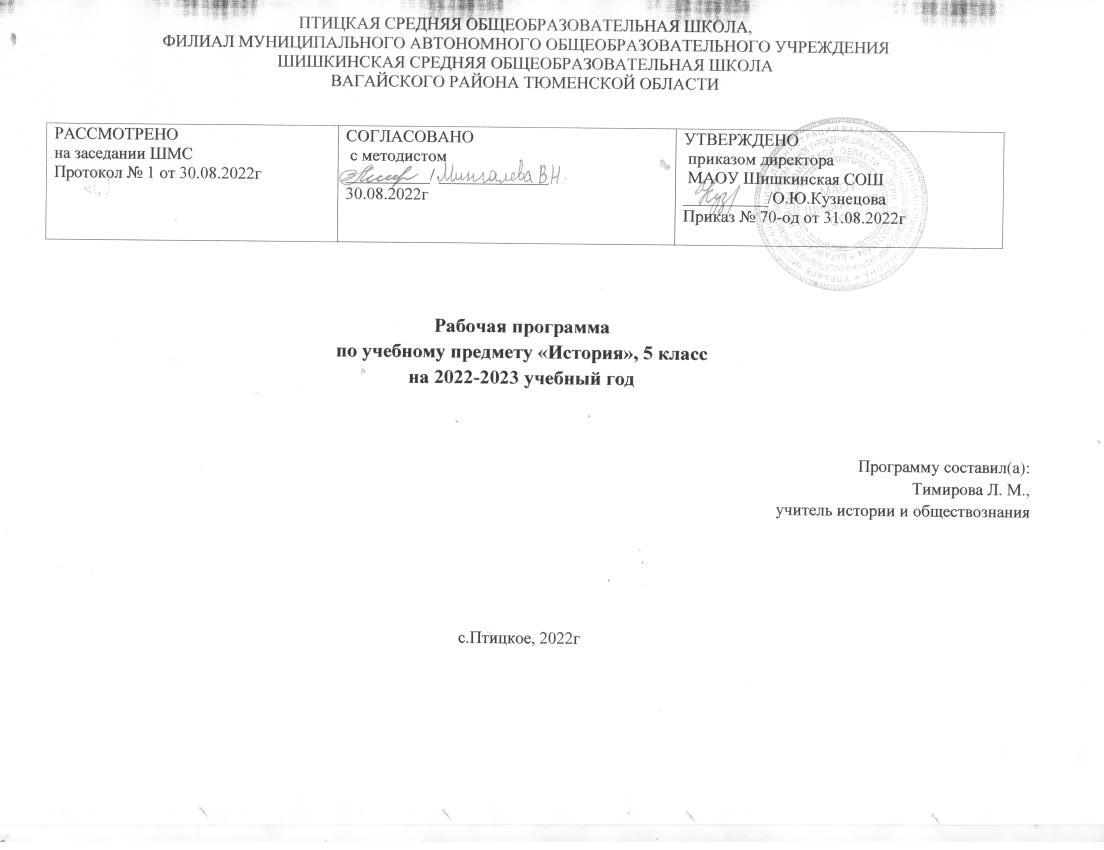 ПТИЦКАЯ СРЕДНЯЯ ОБЩЕОБРАЗОВАТЕЛЬНАЯ ШКОЛА,
ФИЛИАЛ МУНИЦИПАЛЬНОГО АВТОНОМНОГО ОБЩЕОБРАЗОВАТЕЛЬНОГО УЧРЕЖДЕНИЯ
ШИШКИНСКАЯ СРЕДНЯЯ ОБЩЕОБРАЗОВАТЕЛЬНАЯ ШКОЛА
ВАГАЙСКОГО РАЙОНА ТЮМЕНСКОЙ ОБЛАСТИ
РАССМОТРЕНО
на заседании ШМС
Протокол № 1 от 30.08.2022г
СОГЛАСОВАНО
с методистом
/ Мингалева В.Н.
30.08.2022г
УТВЕРЖДЕНО
приказом директора
МАОУ Шишкинская СОШ
/О.Ю.Кузнецова
Приказ № 70-од от 31.08.2022г
Рабочая программа
по учебному предмету «История», 5 класс
на 2022-2023 учебный год
Программу составил(а):
Тимирова Л. М.,
учитель истории и обществознания
с.Птицкое, 2022г